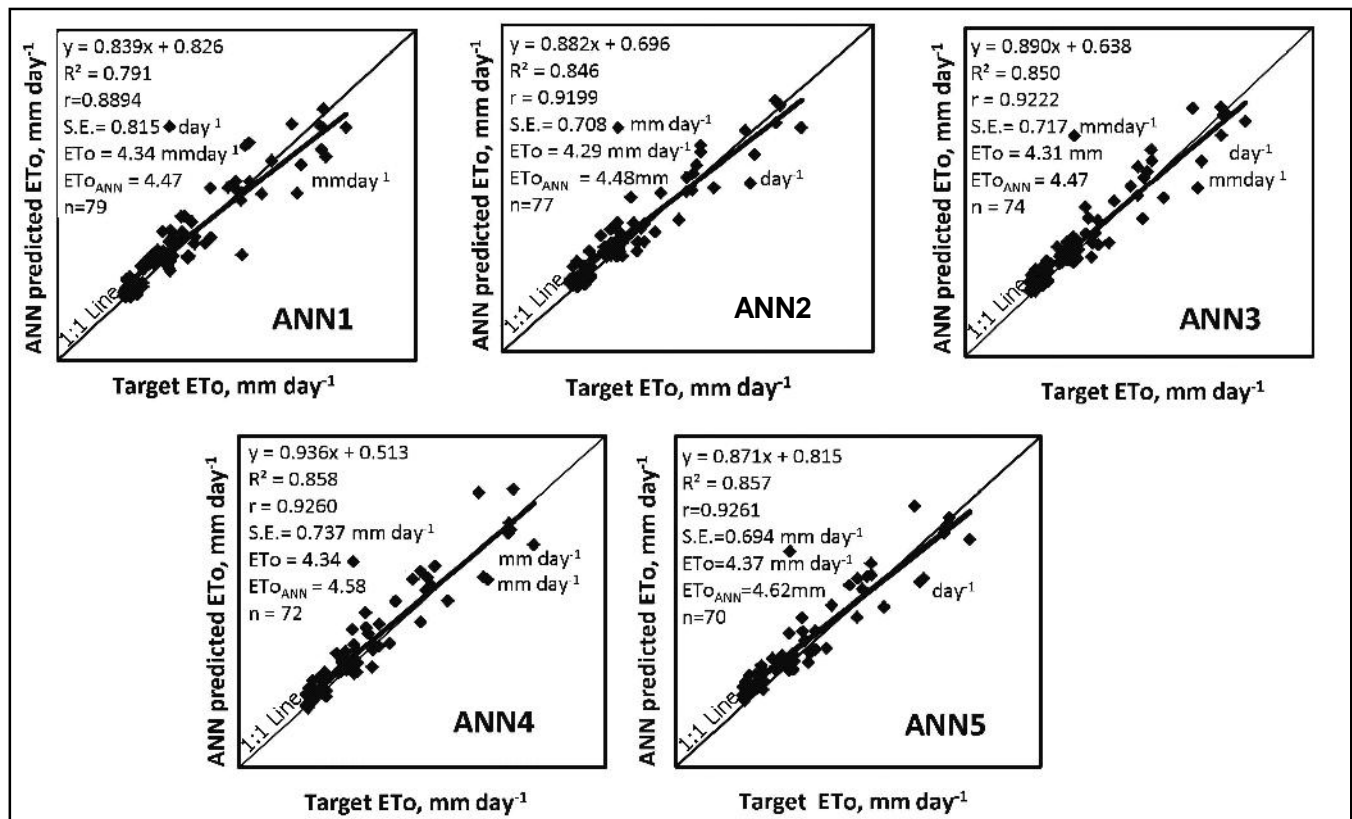 ANN predicted ETo, mm day-1
y = 0.839x + 0.826
R² = 0.791
r=0.8894
S.E.= 0.815 day-1
ETo = 4.34 mmday-1
EToANN = 4.47 mmday-1
n=79
1:1 Line
ANN1
Target ETo, mm day-1
ANN predicted ETo, mm day-1
y = 0.882x + 0.696
R² = 0.846
r = 0.9199
S.E.= 0.708 mm day-1
ETo = 4.29 mm day-1
EToANN = 4.48mm day-1
n=77
1:1 Line
ANN2
Target ETo, mm day-1
ANN predicted ETo, mm day-1
y = 0.890x + 0.638
R² = 0.850
r = 0.9222
S.E.= 0.717 mmday-1
ETo = 4.31 mm day-1
EToANN = 4.47 mmday-1
n = 74
1:1 Line
ANN3
Target ETo, mm day-1
ANN predicted ETo, mm day-1
y = 0.936x + 0.513
R² = 0.858
r = 0.9260
S.E.= 0.737 mm day-1
ETo = 4.34 mm day-1
EToANN = 4.58 mm day-1
n = 72
1:1 Line
ANN4
Target ETo, mm day-1
ANN predicted ETo, mm day-1
y = 0.871x + 0.815
R² = 0.857
r=0.9261
S.E.=0.694 mm day-1
ETo=4.37 mm day-1
EToANN=4.62mm day-1
n=70
1:1 Line
ANN5
Target ETo, mm day-1